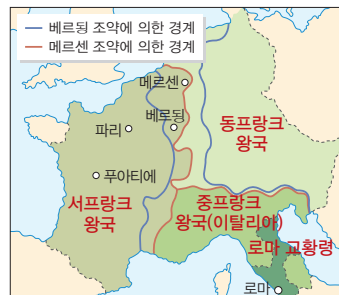 베르됭 조약에 의한 경계
메르센 조약에 의한 경계
메르센
베르됭
파리
동프랑크
왕국
푸아티에
서프랑크
왕국
중프랑크
왕국(이탈리아)
로마 교황령
로마